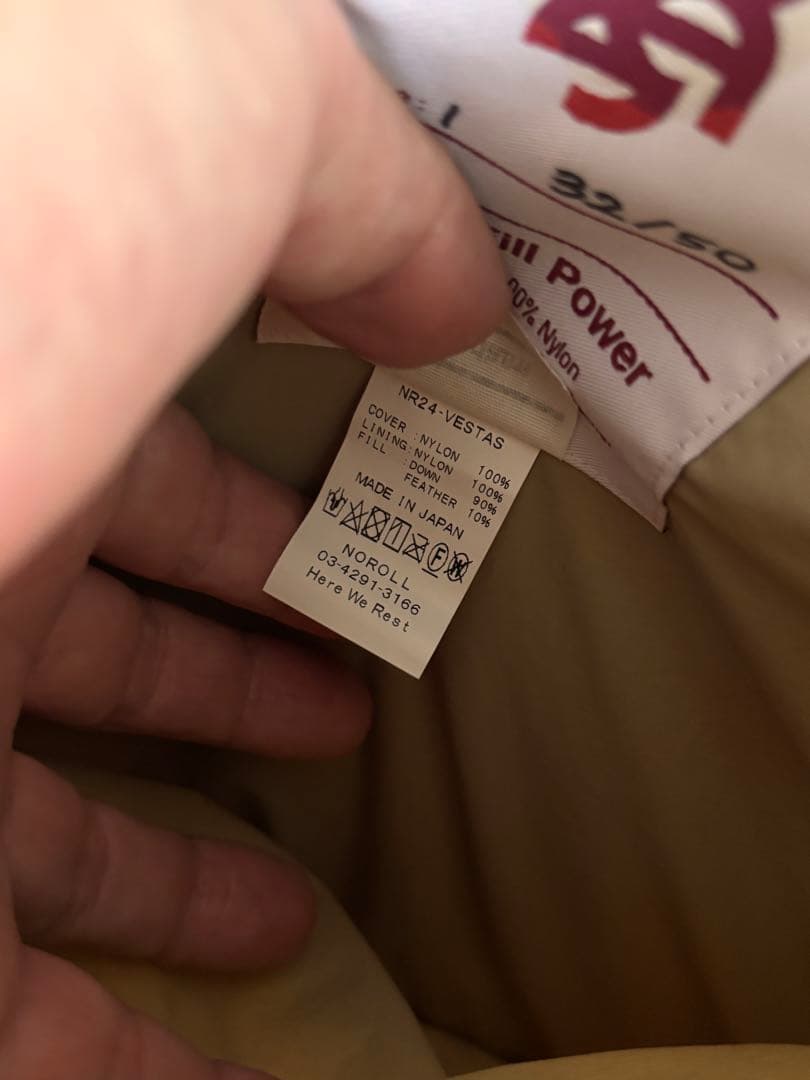 32/50
Fill Power
Nylon
NR24-VESTAS
COVER : NYLON 100%
LINING: NYLON 100%
FILL : DOWN 90%
FEATHER 10%
MADE IN JAPAN
F W
NOROLL
03-4291-3166
Here We Rest